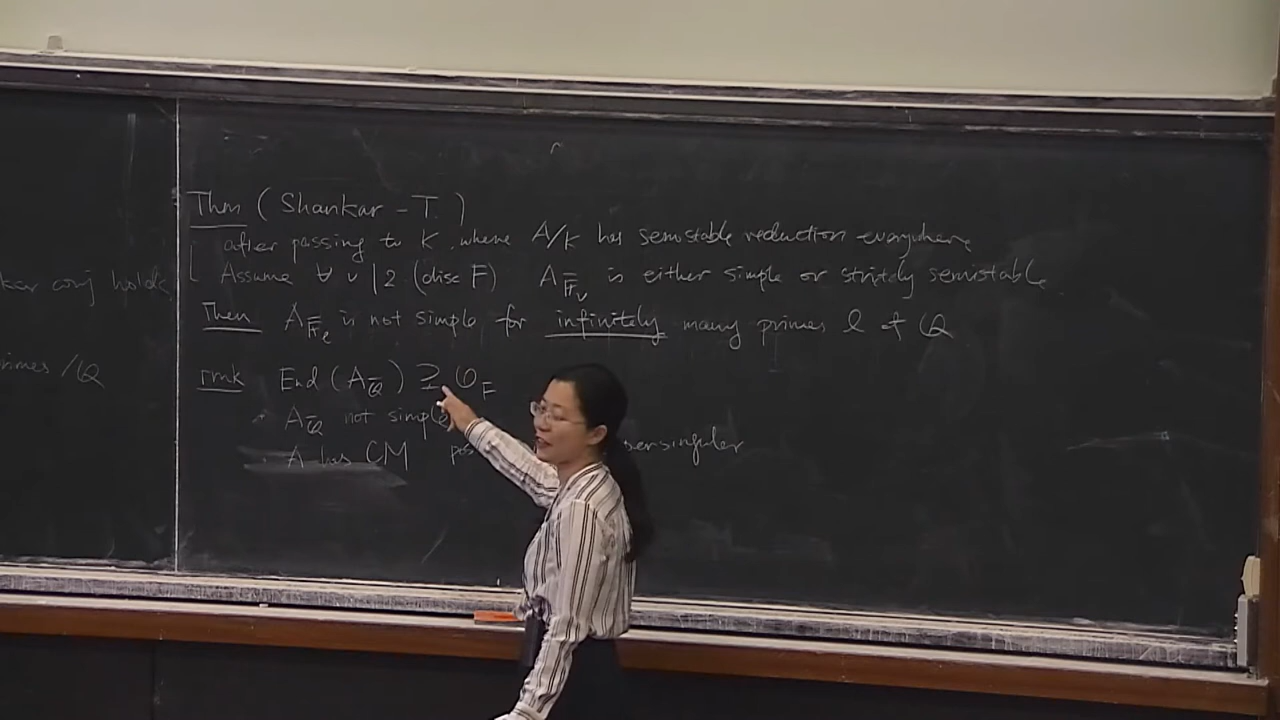 Thm (Shankar - T.)
after passing to K, where A/K has semistable reduction everywhere
Assume ∀ v | 2 (disc F) A_{\bar{F}_v} is either simple or strictly semistable
kar conj holds,
Then A_{\bar{F}_ℓ} is not simple for infinitely many primes ℓ of Q
rimes /Q
rmk End (A_{\bar{Q}}) ⊋ O_F
· A_{\bar{Q}} not simple
· A has CM persingular